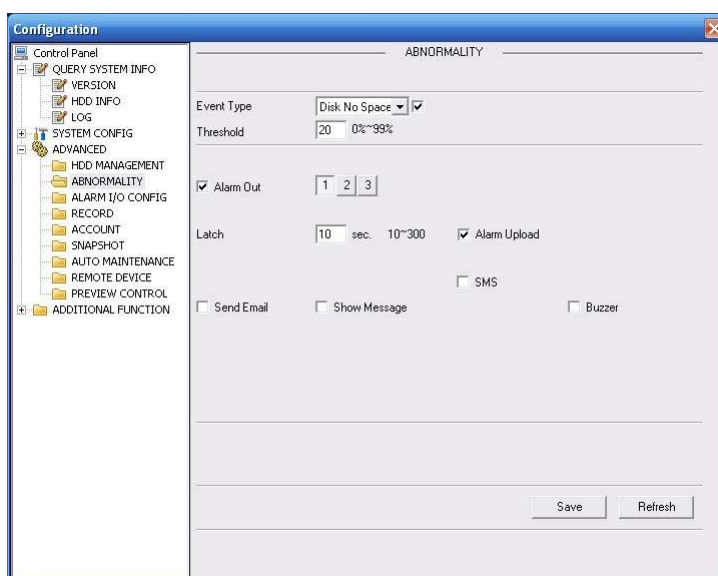 Configuration
Control Panel
QUERY SYSTEM INFO
VERSION
HDD INFO
LOG
SYSTEM CONFIG
ADVANCED
HDD MANAGEMENT
ABNORMALITY
ALARM I/O CONFIG
RECORD
ACCOUNT
SNAPSHOT
AUTO MAINTENANCE
REMOTE DEVICE
PREVIEW CONTROL
ADDITIONAL FUNCTION
ABNORMALITY
Event Type Disk No Space
Threshold 20 0%~99%
Alarm Out 1 2 3
Latch 10 sec. 10~300 Alarm Upload
SMS
Send Email Show Message Buzzer
Save Refresh